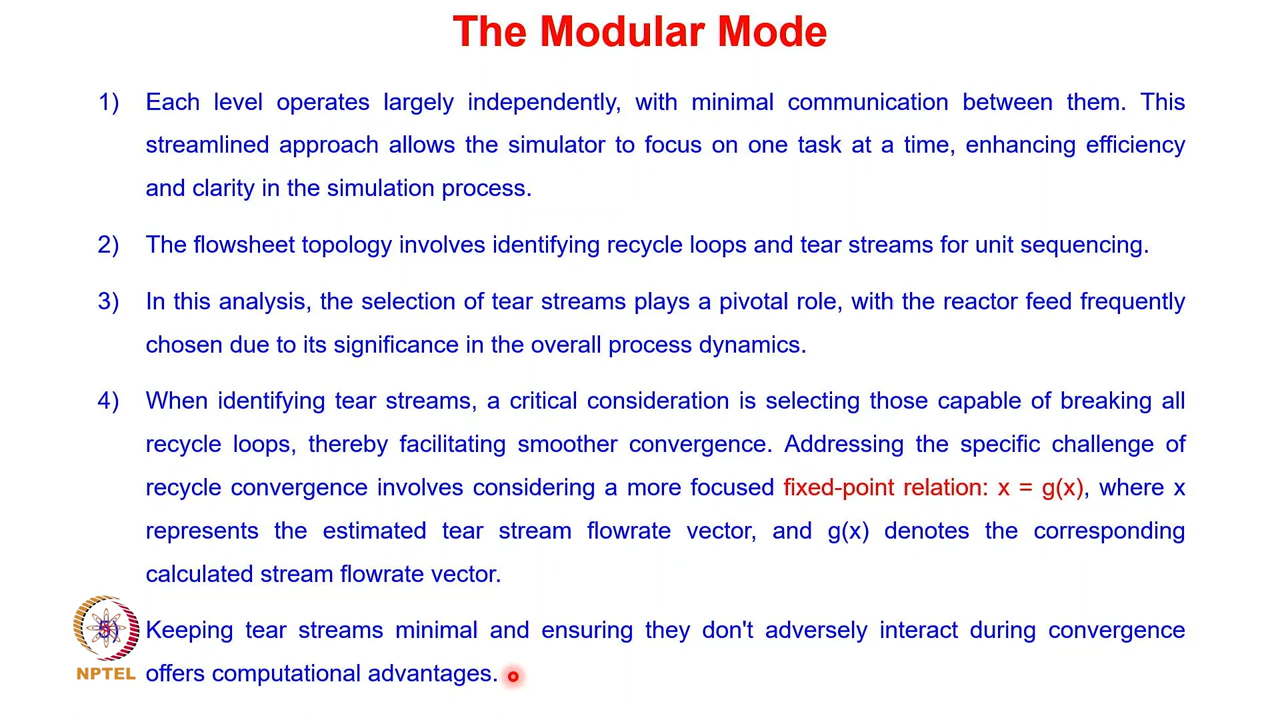 The Modular Mode
1) Each level operates largely independently, with minimal communication between them. This
streamlined approach allows the simulator to focus on one task at a time, enhancing efficiency
and clarity in the simulation process.
2) The flowsheet topology involves identifying recycle loops and tear streams for unit sequencing.
3) In this analysis, the selection of tear streams plays a pivotal role, with the reactor feed frequently
chosen due to its significance in the overall process dynamics.
4) When identifying tear streams, a critical consideration is selecting those capable of breaking all
recycle loops, thereby facilitating smoother convergence. Addressing the specific challenge of
recycle convergence involves considering a more focused fixed-point relation: x = g(x), where x
represents the estimated tear stream flowrate vector, and g(x) denotes the corresponding
calculated stream flowrate vector.
5) Keeping tear streams minimal and ensuring they don't adversely interact during convergence
offers computational advantages.
NPTEL